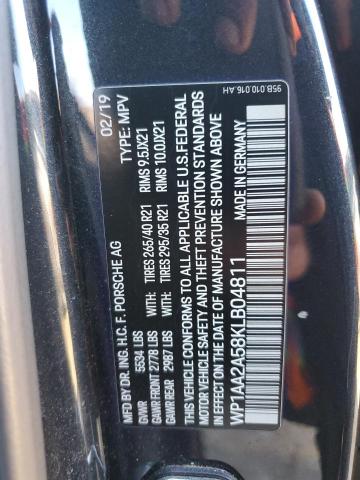 95B.010.016.AH
MFD BY DR. ING. H.C. F. PORSCHE AG 02/19
TYPE: MPV
GVWR 5534 LBS
GAWR FRONT 2778 LBS WITH: TIRES 265/40 R21 RIMS 9.5JX21
GAWR REAR 2987 LBS WITH: TIRES 295/35 R21 RIMS 10.0JX21
THIS VEHICLE CONFORMS TO ALL APPLICABLE U.S. FEDERAL
MOTOR VEHICLE SAFETY AND THEFT PREVENTION STANDARDS
IN EFFECT ON THE DATE OF MANUFACTURE SHOWN ABOVE
WP1AA2A58KLB04811 MADE IN GERMANY